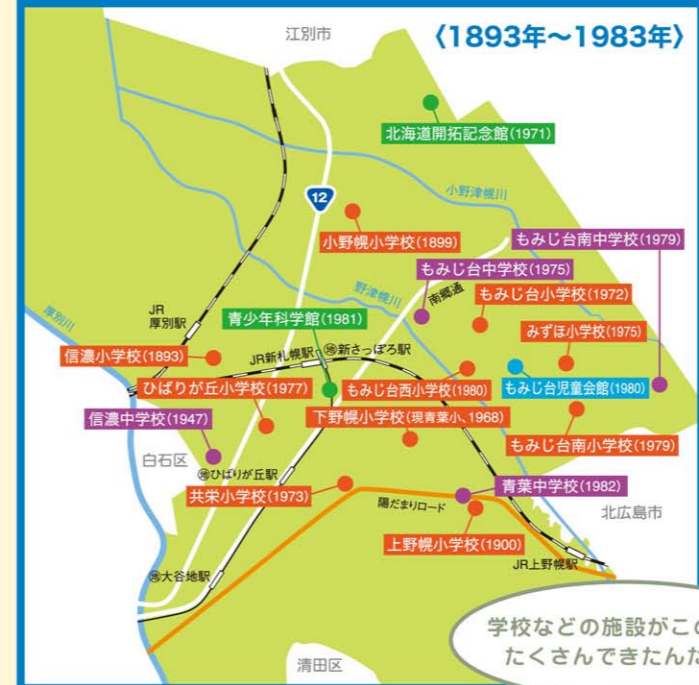 〈1893年～1983年〉
江別市
北海道開拓記念館(1971)
12
小野津幌川
小野幌小学校(1899)
もみじ台南中学校(1979)
もみじ台中学校(1975)
野津幌川
南郷通
もみじ台小学校(1972)
厚別川
JR
厚別駅
青少年科学館(1981)
みずほ小(1975)
信濃小学校(1893)
JR新札幌駅
地新さっぽろ駅
ひばりが丘小学校(1977)
もみじ台西小学校(1980)
もみじ台児童会館(1980)
信濃中学校(1947)
下野幌小学校(現青葉小、1968)
もみじ台南小学校(1979)
白石区
地ひばりが丘駅
共栄小学校(1973)
陽だまりロード
青葉中学校(1982)
北広島市
上野幌小学校(1900)
JR上野幌駅
地大谷地駅
学校などの施設がこの
たくさんできたんだ
清田区